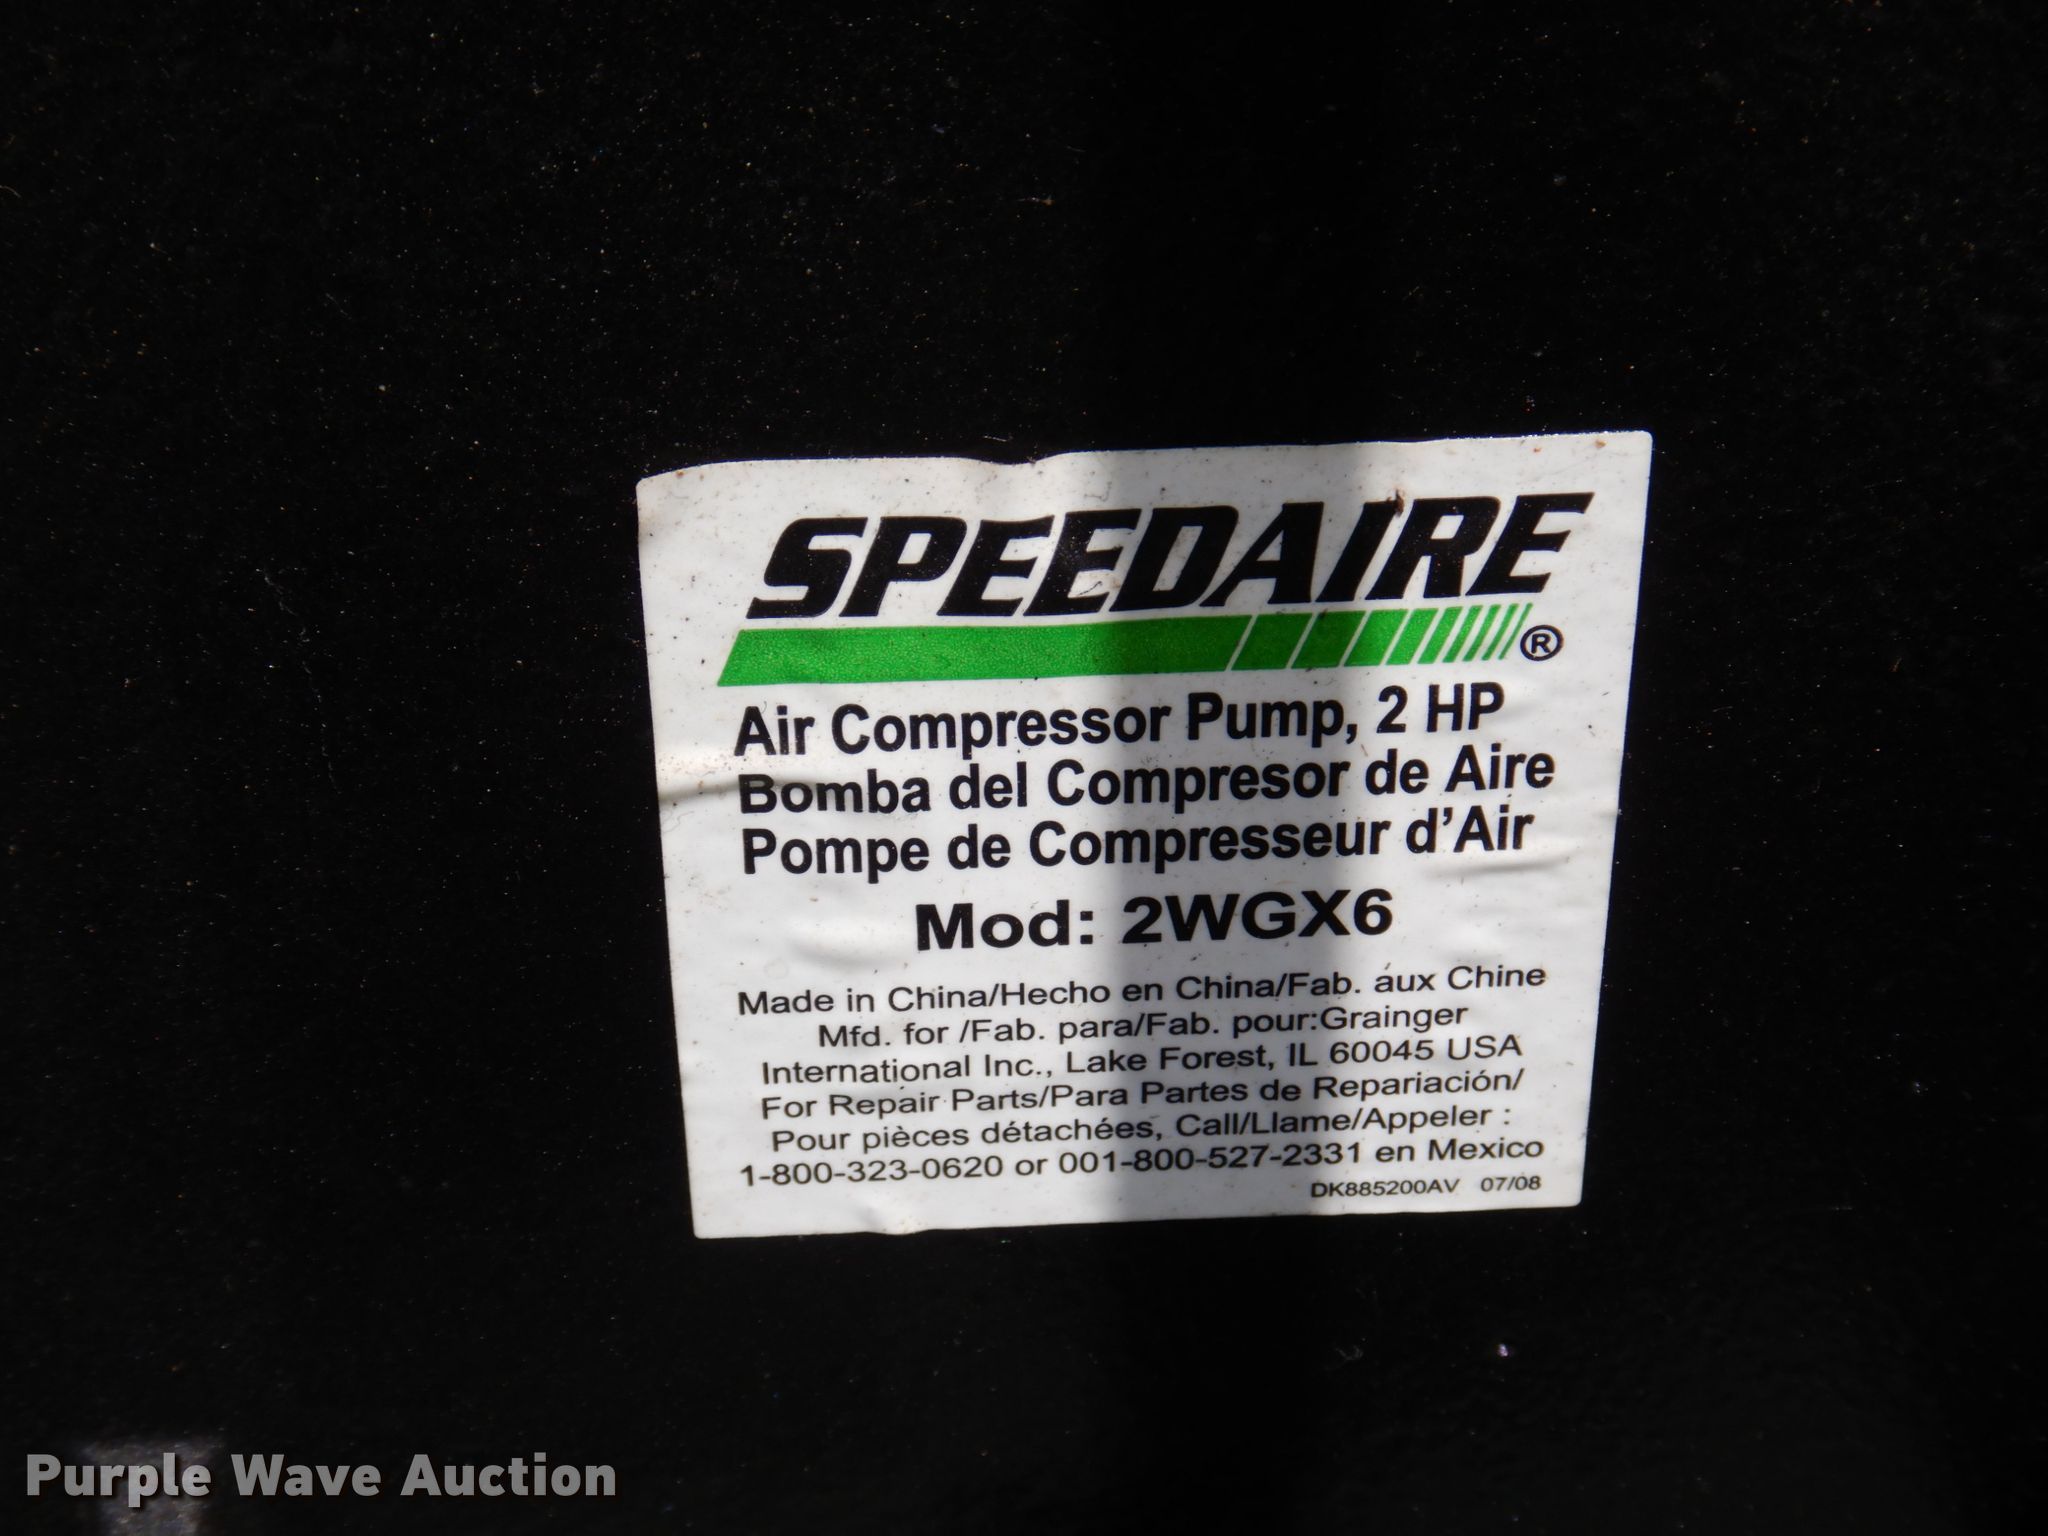 SPEEDAIRE®
Air Compressor Pump, 2 HP
Bomba del Compresor de Aire
Pompe de Compresseur d'Air
Mod: 2WGX6
Made in China/Hecho en China/Fab. aux Chine
Mfd. for /Fab. para/Fab. pour:Grainger
International Inc., Lake Forest, IL 60045 USA
For Repair Parts/Para Partes de Repariación/
Pour pièces détachées, Call/Llame/Appeler :
1-800-323-0620 or 001-800-527-2331 en Mexico
DK885200AV 07/08
Purple Wave Auction